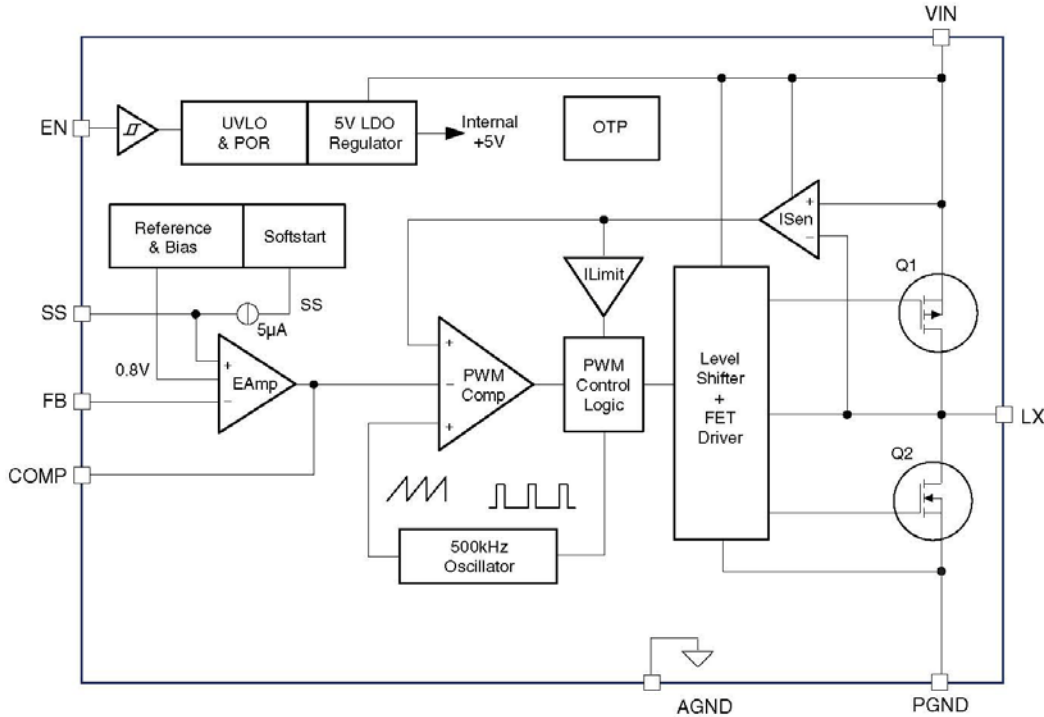 VIN
EN
UVLO
& POR
5V LDO
Regulator
Internal
+5V
OTP
Reference
& Bias
Softstart
+
ISen
−
ILimit
Q1
SS
SS
5µA
0.8V
+
EAmp
−
FB
+
−
PWM
Comp
+
PWM
Control
Logic
Level
Shifter
+
FET
Driver
LX
Q2
COMP
500kHz
Oscillator
AGND
PGND